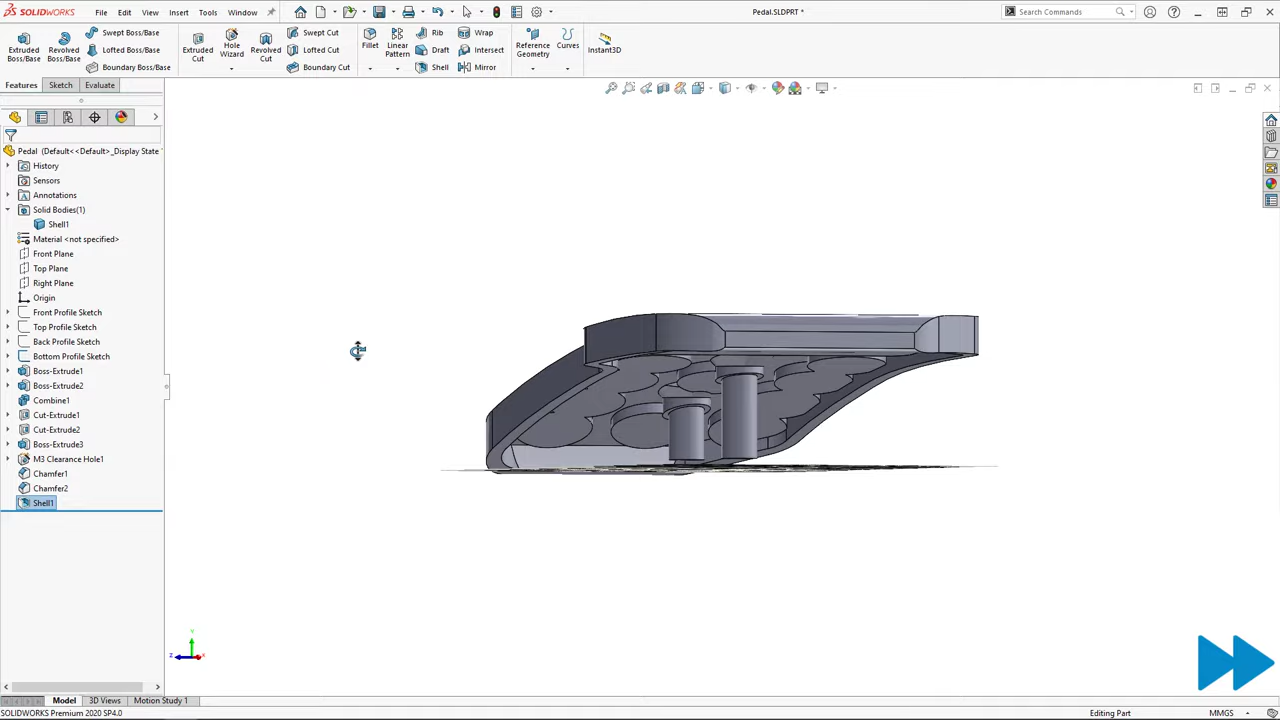 SOLIDWORKS File Edit View Insert Tools Window Pedal.SLDPRT * Search Commands
Extruded Boss/Base Revolved Boss/Base Swept Boss/Base Lofted Boss/Base Boundary Boss/Base Extruded Cut Hole Wizard Revolved Cut Swept Cut Lofted Cut Boundary Cut Fillet Linear Pattern Rib Draft Shell Wrap Intersect Mirror Reference Geometry Curves Instant3D
Features Sketch Evaluate
Pedal (Default<<Default>_Display State
History
Sensors
Annotations
Solid Bodies(1)
Shell1
Material <not specified>
Front Plane
Top Plane
Right Plane
Origin
Front Profile Sketch
Top Profile Sketch
Back Profile Sketch
Bottom Profile Sketch
Boss-Extrude1
Boss-Extrude2
Combine1
Cut-Extrude1
Cut-Extrude2
Boss-Extrude3
M3 Clearance Hole1
Chamfer1
Chamfer2
Shell1
Y
Z X
Model 3D Views Motion Study 1
SOLIDWORKS Premium 2020 SP4.0 Editing Part MMGS